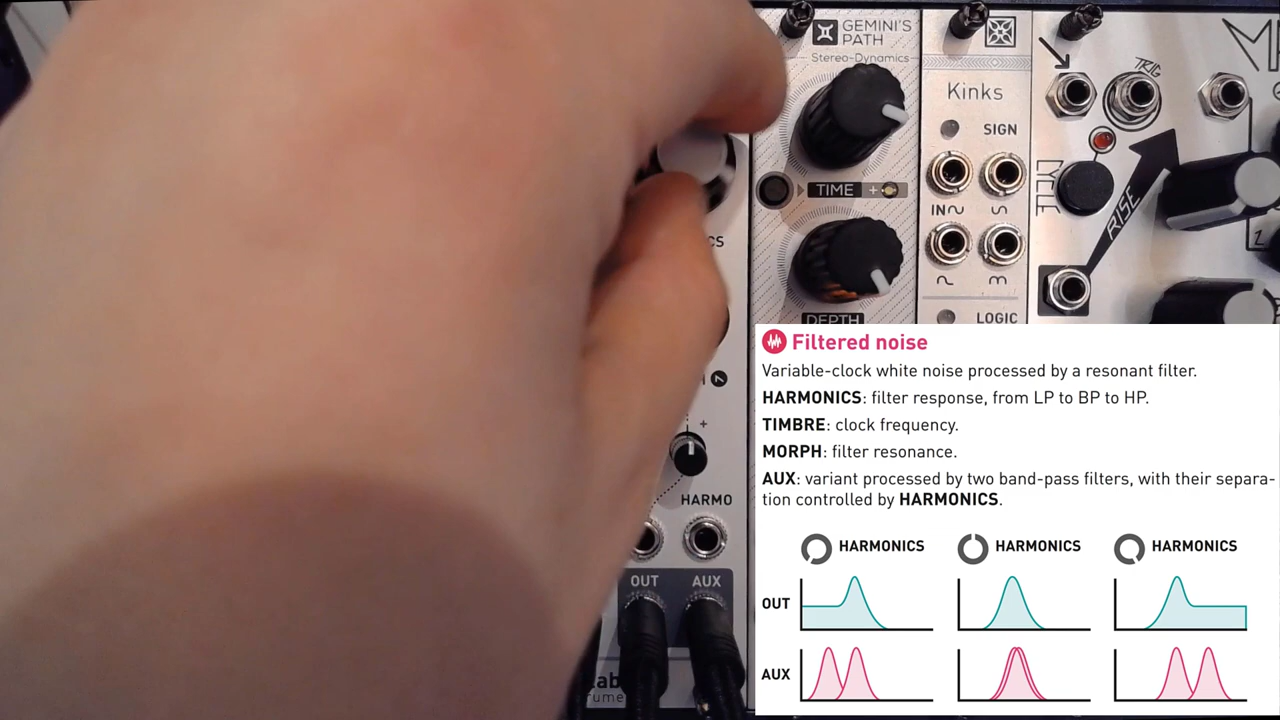 GEMINI'S
PATH
Stereo-Dynamics
Kinks
SIGN
TRIG
CYCLE
TIME +
IN
RISE
CS
DEPTH
LOGIC
+
HARMO
OUT AUX
Filtered noise
Variable-clock white noise processed by a resonant filter.
HARMONICS: filter response, from LP to BP to HP.
TIMBRE: clock frequency.
MORPH: filter resonance.
AUX: variant processed by two band-pass filters, with their separa-
tion controlled by HARMONICS.
HARMONICS HARMONICS HARMONICS
OUT
AUX